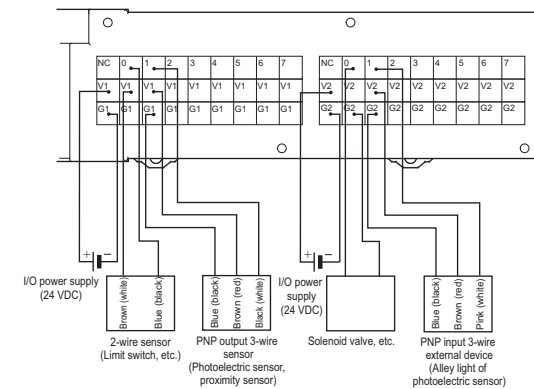 NC 0 1 2 3 4 5 6 7 NC 0 1 2 3 4 5 6 7
V1 V1 V1 V1 V1 V1 V1 V1 V1 V2 V2 V2 V2 V2 V2 V2 V2 V2
G1 G1 G1 G1 G1 G1 G1 G1 G1 G2 G2 G2 G2 G2 G2 G2 G2 G2
+ −
I/O power supply
(24 VDC)
Brown (white)
Blue (black)
2-wire sensor
(Limit switch, etc.)
Blue (black)
Brown (red)
Black (white)
PNP output 3-wire
sensor
(Photoelectric sensor,
proximity sensor)
+ −
I/O power
supply
(24 VDC)
Solenoid valve, etc.
Blue (black)
Brown (red)
Pink (white)
PNP input 3-wire
external device
(Alley light of
photoelectric sensor)